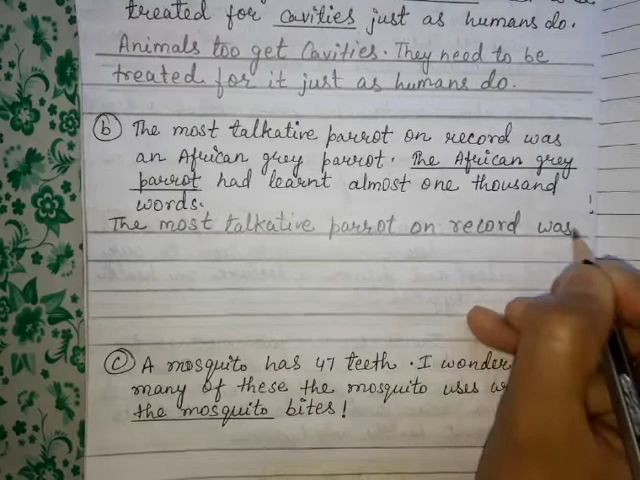 treated for cavities just as humans do.
Animals too get Cavities. They need to be
treated for it just as humans do.
(b) The most talkative parrot on record was
an African grey parrot. The African grey
parrot had learnt almost one thousand
words.
The most talkative parrot on record was
(c) A mosquito has 47 teeth. I wonder
many of these the mosquito uses
the mosquito bites!